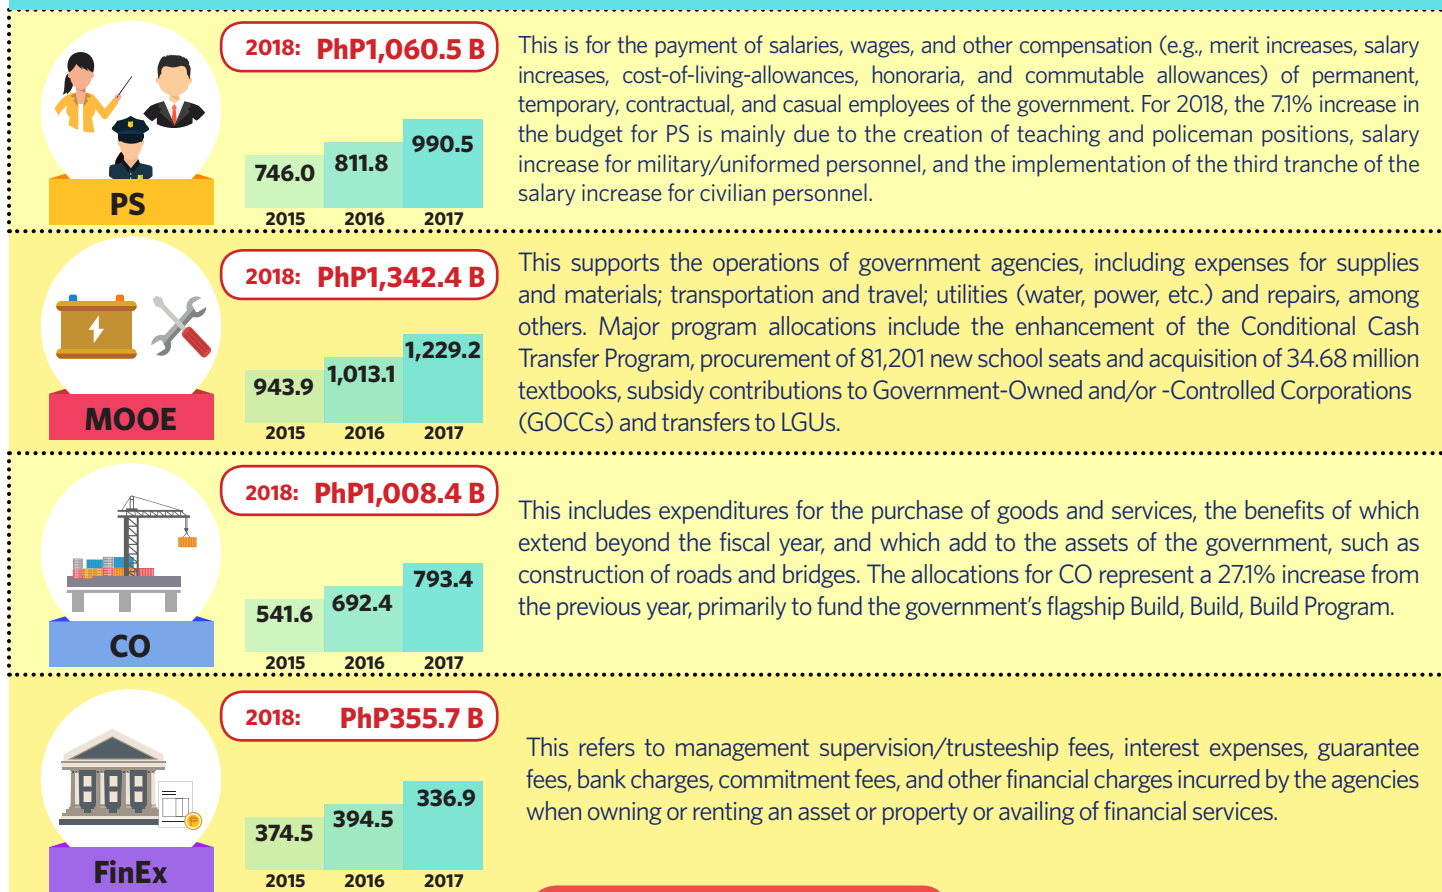 2018: PhP1,060.5 B
This is for the payment of salaries, wages, and other compensation (e.g., merit increases, salary
increases, cost-of-living-allowances, honoraria, and commutable allowances) of permanent,
temporary, contractual, and casual employees of the government. For 2018, the 7.1% increase in
the budget for PS is mainly due to the creation of teaching and policeman positions, salary
increase for military/uniformed personnel, and the implementation of the third tranche of the
salary increase for civilian personnel.
746.0 811.8 990.5
2015 2016 2017
PS
2018: PhP1,342.4 B
This supports the operations of government agencies, including expenses for supplies
and materials; transportation and travel; utilities (water, power, etc.) and repairs, among
others. Major program allocations include the enhancement of the Conditional Cash
Transfer Program, procurement of 81,201 new school seats and acquisition of 34.68 million
textbooks, subsidy contributions to Government-Owned and/or -Controlled Corporations
(GOCCs) and transfers to LGUs.
943.9 1,013.1 1,229.2
2015 2016 2017
MOOE
2018: PhP1,008.4 B
This includes expenditures for the purchase of goods and services, the benefits of which
extend beyond the fiscal year, and which add to the assets of the government, such as
construction of roads and bridges. The allocations for CO represent a 27.1% increase from
the previous year, primarily to fund the government's flagship Build, Build, Build Program.
541.6 692.4 793.4
2015 2016 2017
CO
2018: PhP355.7 B
This refers to management supervision/trusteeship fees, interest expenses, guarantee
fees, bank charges, commitment fees, and other financial charges incurred by the agencies
when owning or renting an asset or property or availing of financial services.
374.5 394.5 336.9
2015 2016 2017
FinEx